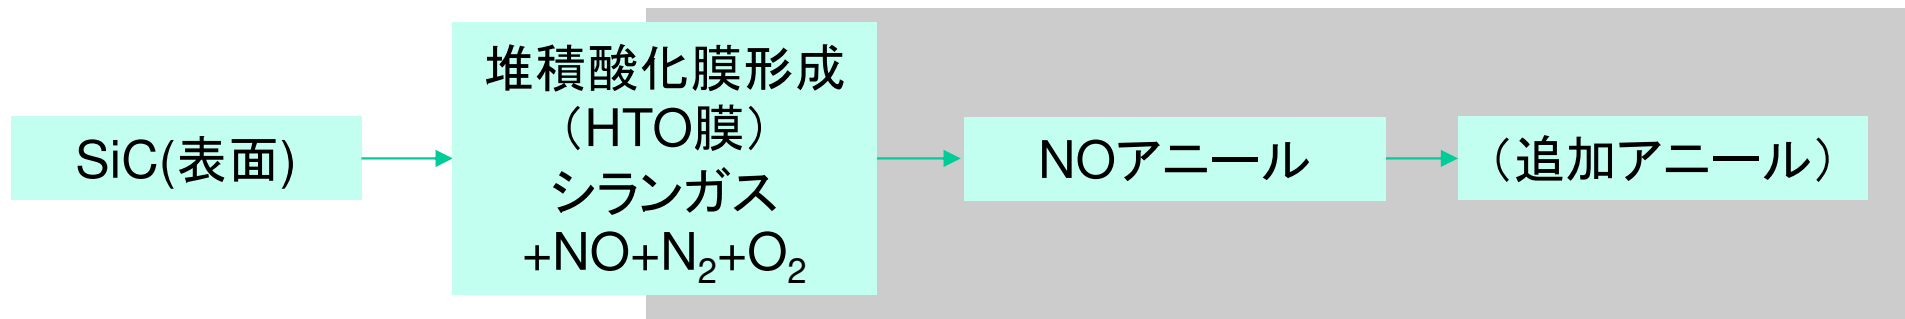 SiC(表面)
堆積酸化膜形成
（HTO膜）
シランガス
+NO+N₂+O₂
NOアニール
（追加アニール）